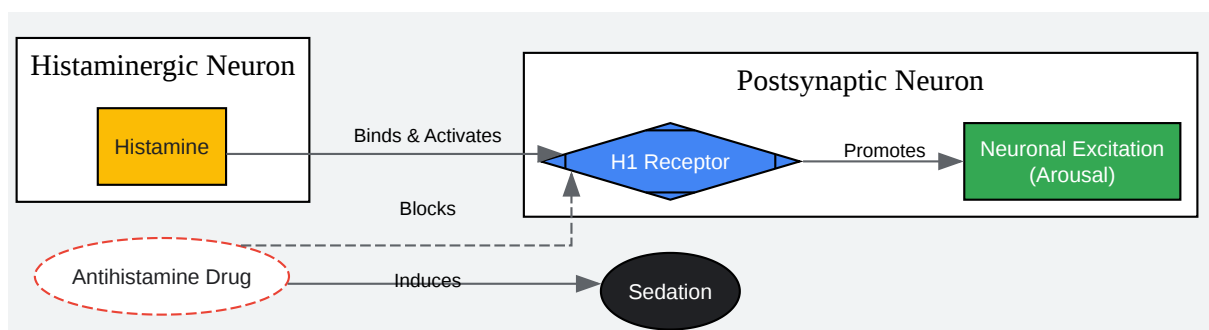 Histaminergic Neuron
Postsynaptic Neuron
Histamine
Binds & Activates
H1 Receptor
Promotes
Neuronal Excitation
(Arousal)
Blocks
Antihistamine Drug
Induces
Sedation